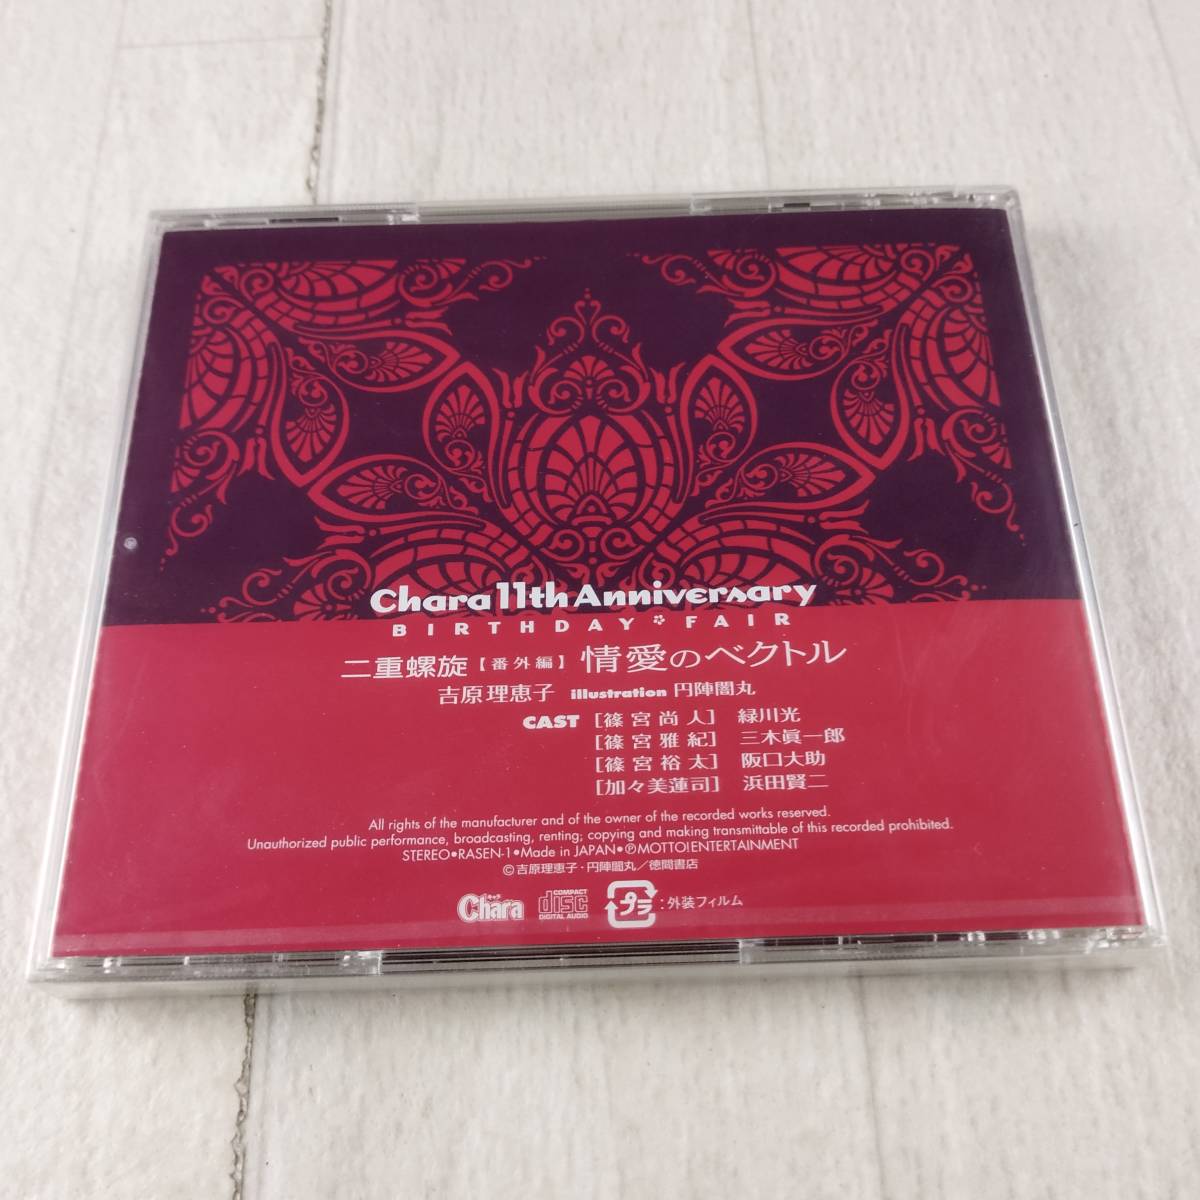 Chara 11th Anniversary
BIRTHDAY FAIR
二重螺旋【番外編】 情愛のベクトル
吉原理恵子 illustration 円陣闇丸
CAST [篠宮尚人] 緑川光
[篠宮雅紀] 三木眞一郎
[篠宮裕太] 阪口大助
[加々美蓮司] 浜田賢二
All rights of the manufacturer and of the owner of the recorded works reserved.
Unauthorized public performance, broadcasting, renting; copying and making transmittable of this recorded prohibited.
STEREO•RASEN-1•Made in JAPAN•ⓅMOTTO!ENTERTAINMENT
©吉原理恵子・円陣闇丸／徳間書店
キャラ Chara COMPACT disc DIGITAL AUDIO プラ :外装フィルム